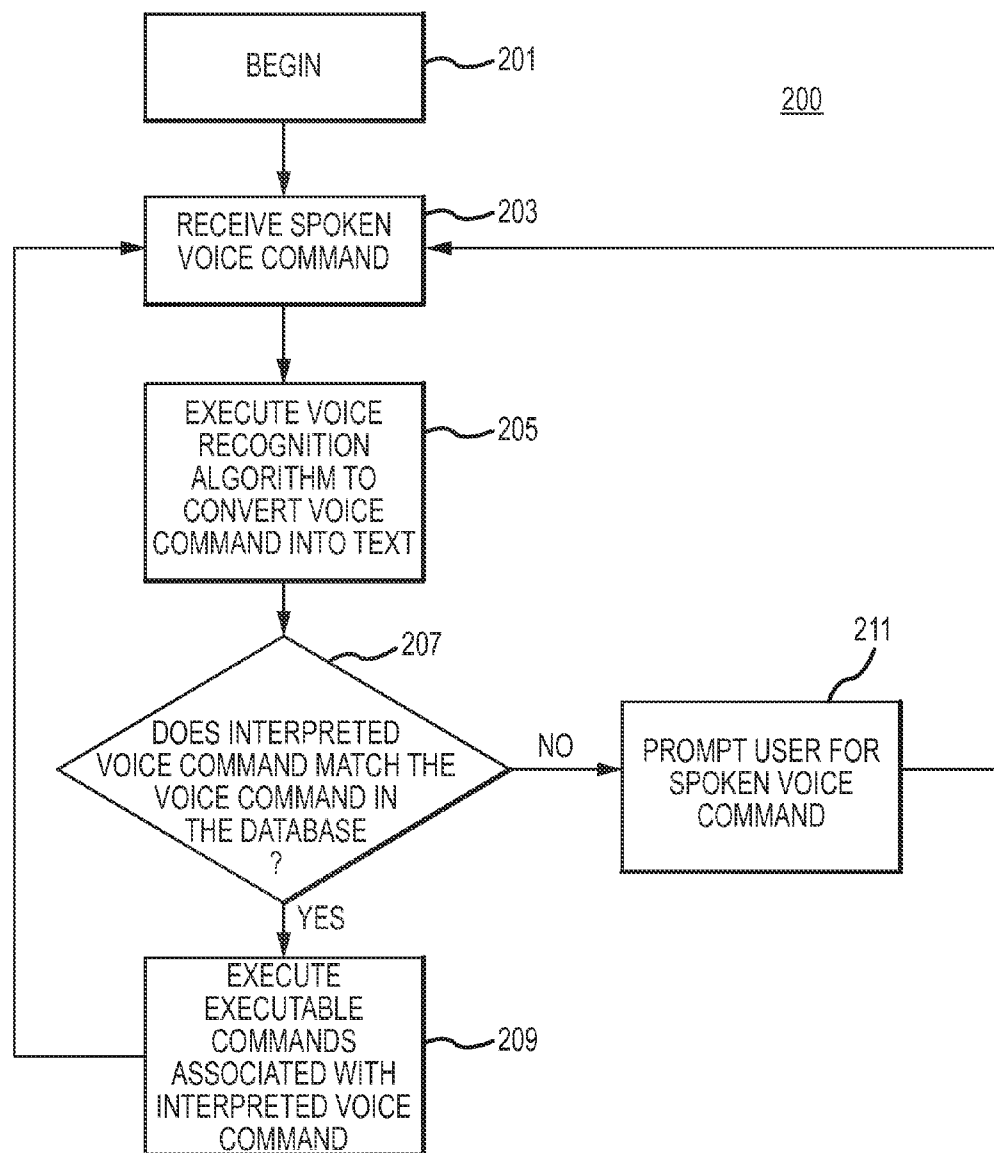 BEGIN
201
200
RECEIVE SPOKEN
VOICE COMMAND
203
EXECUTE VOICE
RECOGNITION
ALGORITHM TO
CONVERT VOICE
COMMAND INTO TEXT
205
207
DOES INTERPRETED
VOICE COMMAND MATCH THE
VOICE COMMAND IN
THE DATABASE
?
NO
211
PROMPT USER FOR
SPOKEN VOICE
COMMAND
YES
EXECUTE
EXECUTABLE
COMMANDS
ASSOCIATED WITH
INTERPRETED VOICE
COMMAND
209